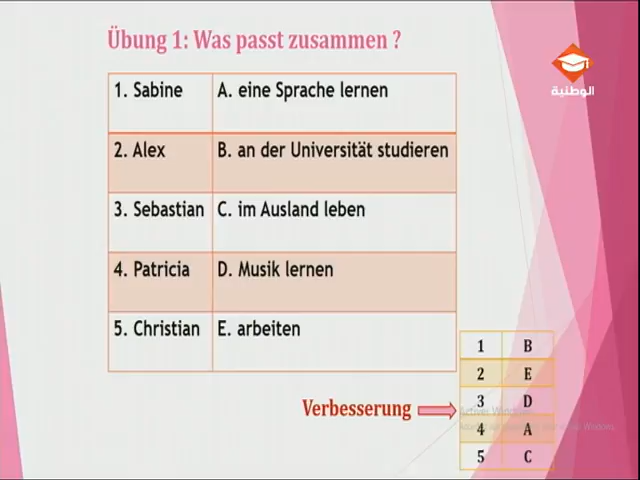 Übung 1: Was passt zusammen ?
الوطنية
1. Sabine A. eine Sprache lernen
2. Alex B. an der Universität studieren
3. Sebastian C. im Ausland leben
4. Patricia D. Musik lernen
5. Christian E. arbeiten
1 B
2 E
Verbesserung 3 D
4 A
5 C